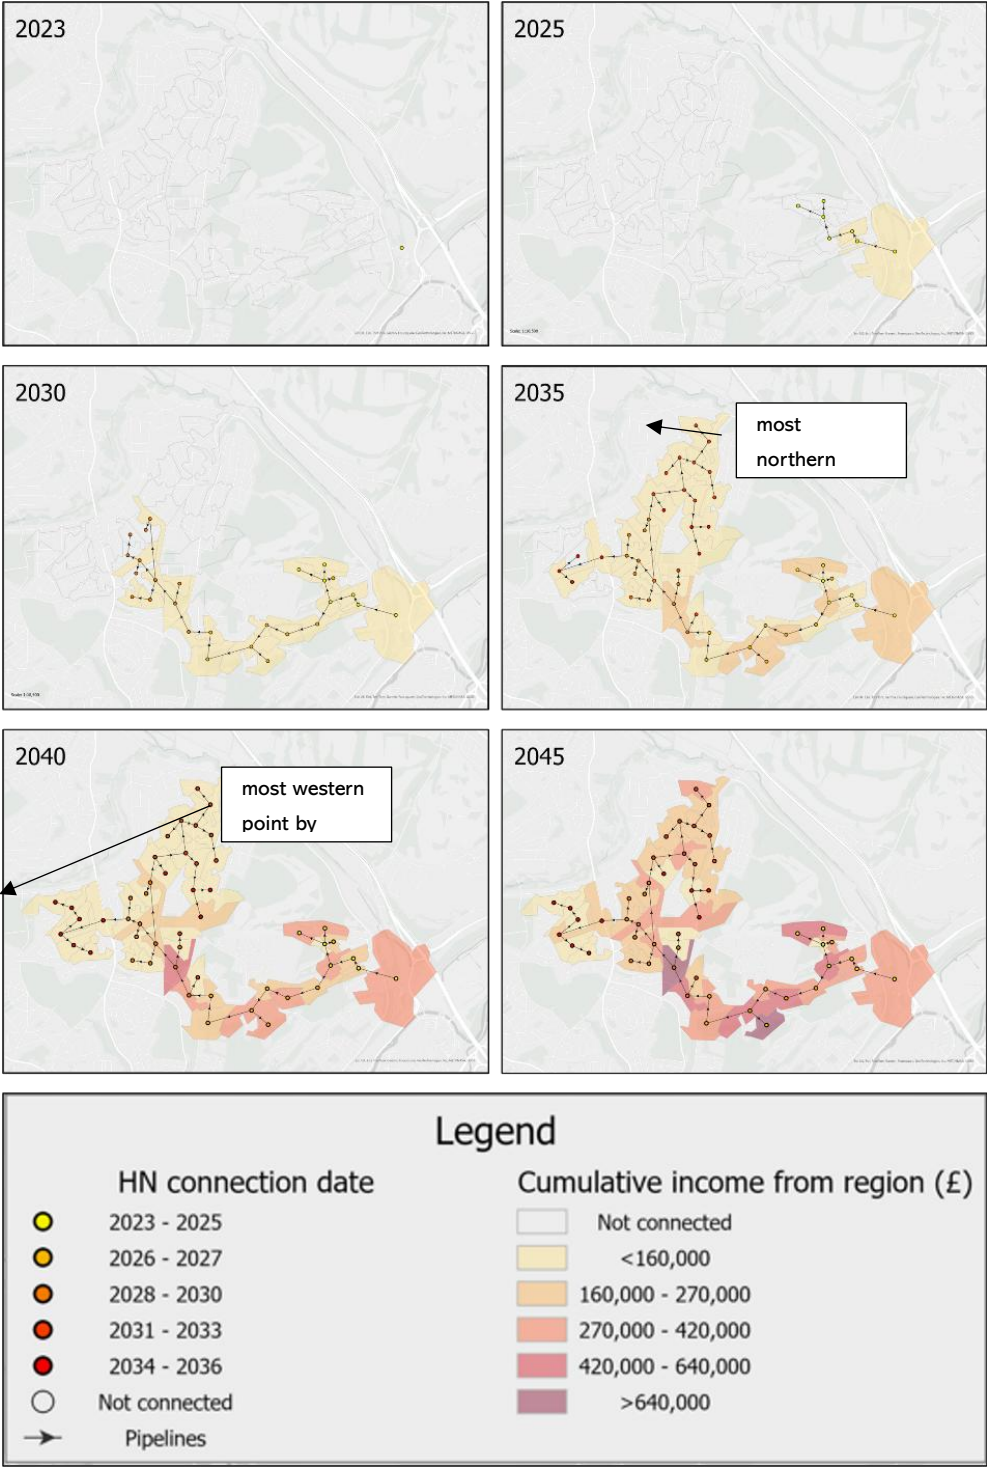 2023
2025
2030
2035
most
northern
2040
most western
point by
2045
Legend
HN connection date
2023 - 2025
2026 - 2027
2028 - 2030
2031 - 2033
2034 - 2036
Not connected
Pipelines
Cumulative income from region (£)
Not connected
<160,000
160,000 - 270,000
270,000 - 420,000
420,000 - 640,000
>640,000